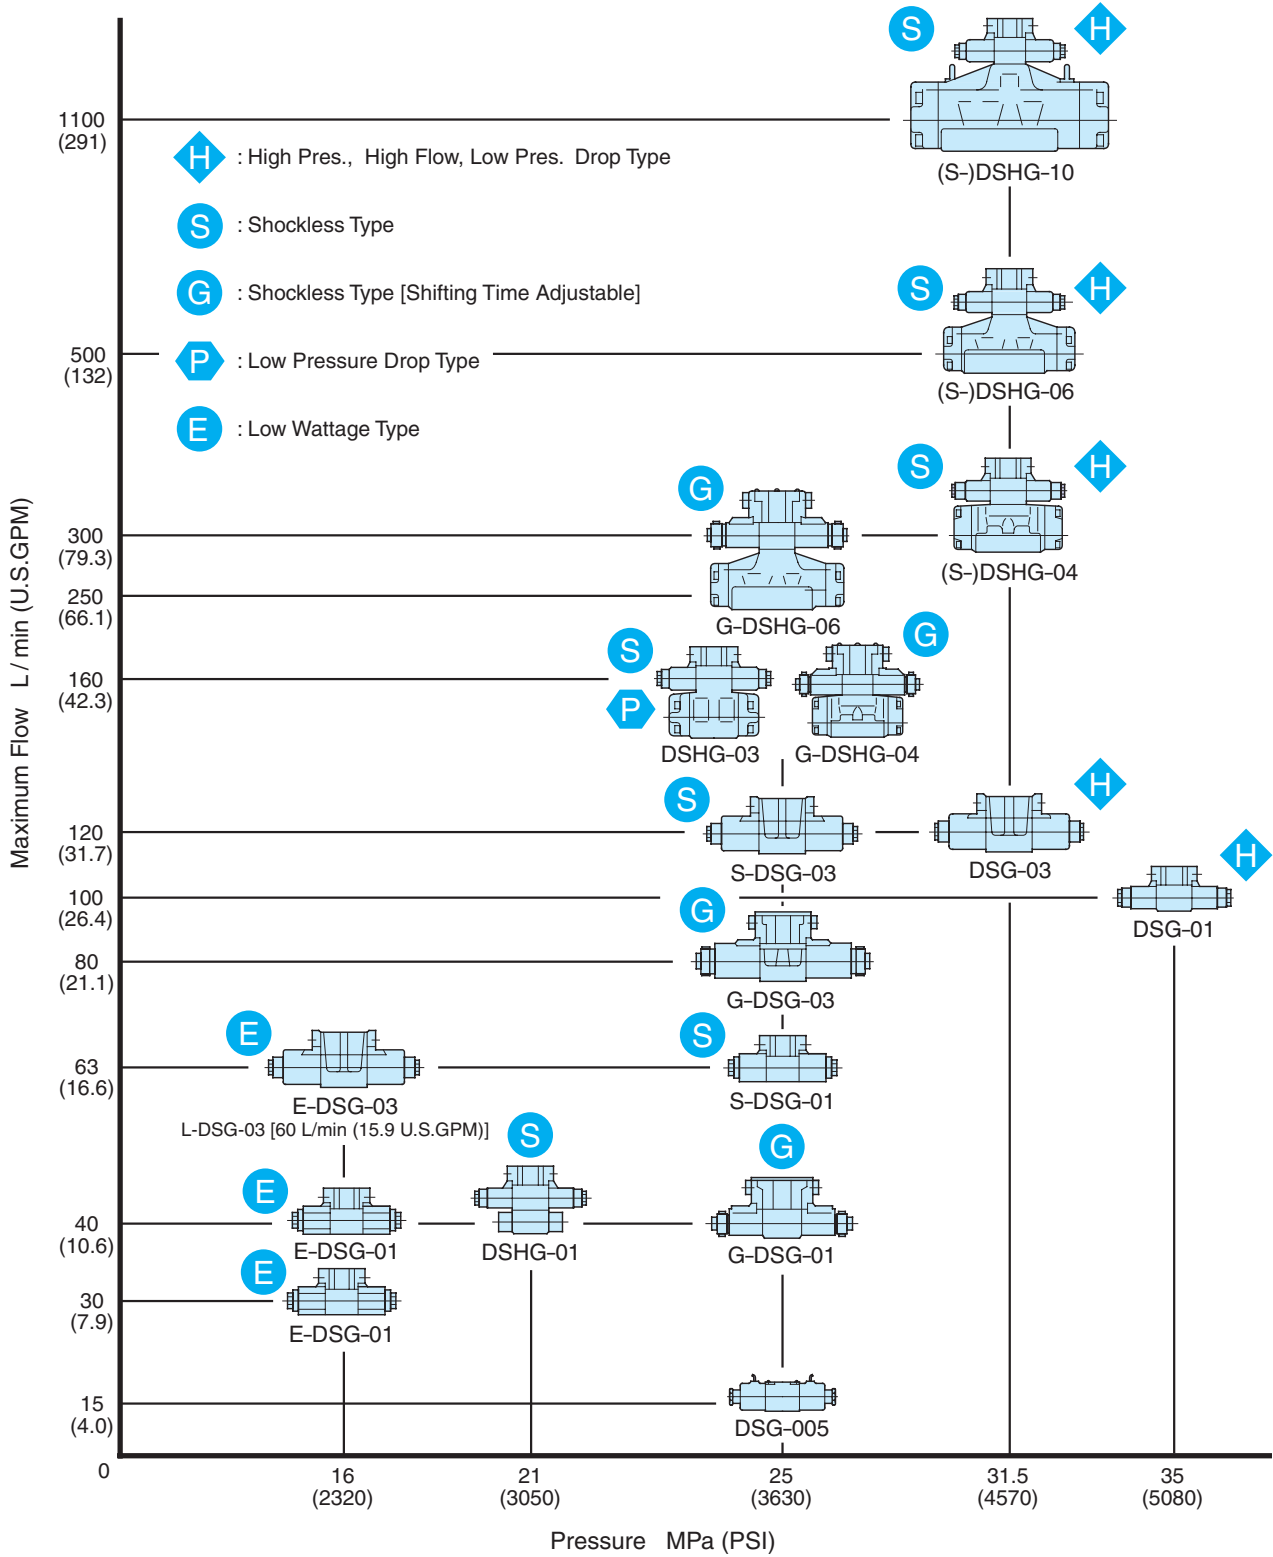 S
H
1100
(291)
(S-)DSHG-10
H : High Pres., High Flow, Low Pres. Drop Type
S : Shockless Type
G : Shockless Type [Shifting Time Adjustable]
P : Low Pressure Drop Type
E : Low Wattage Type
S
H
500
(132)
(S-)DSHG-06
S
H
G
300
(79.3)
(S-)DSHG-04
250
(66.1)
G-DSHG-06
S
G
160
(42.3)
P
DSHG-03
G-DSHG-04
S
H
120
(31.7)
S-DSG-03
DSG-03
H
100
(26.4)
DSG-01
G
80
(21.1)
G-DSG-03
E
S
63
(16.6)
E-DSG-03
L-DSG-03 [60 L/min (15.9 U.S.GPM)]
S-DSG-01
S
G
E
40
(10.6)
E-DSG-01
DSHG-01
G-DSG-01
E
30
(7.9)
E-DSG-01
15
(4.0)
DSG-005
0
16
(2320)
21
(3050)
25
(3630)
31.5
(4570)
35
(5080)
Pressure MPa (PSI)
Maximum Flow L / min (U.S.GPM)